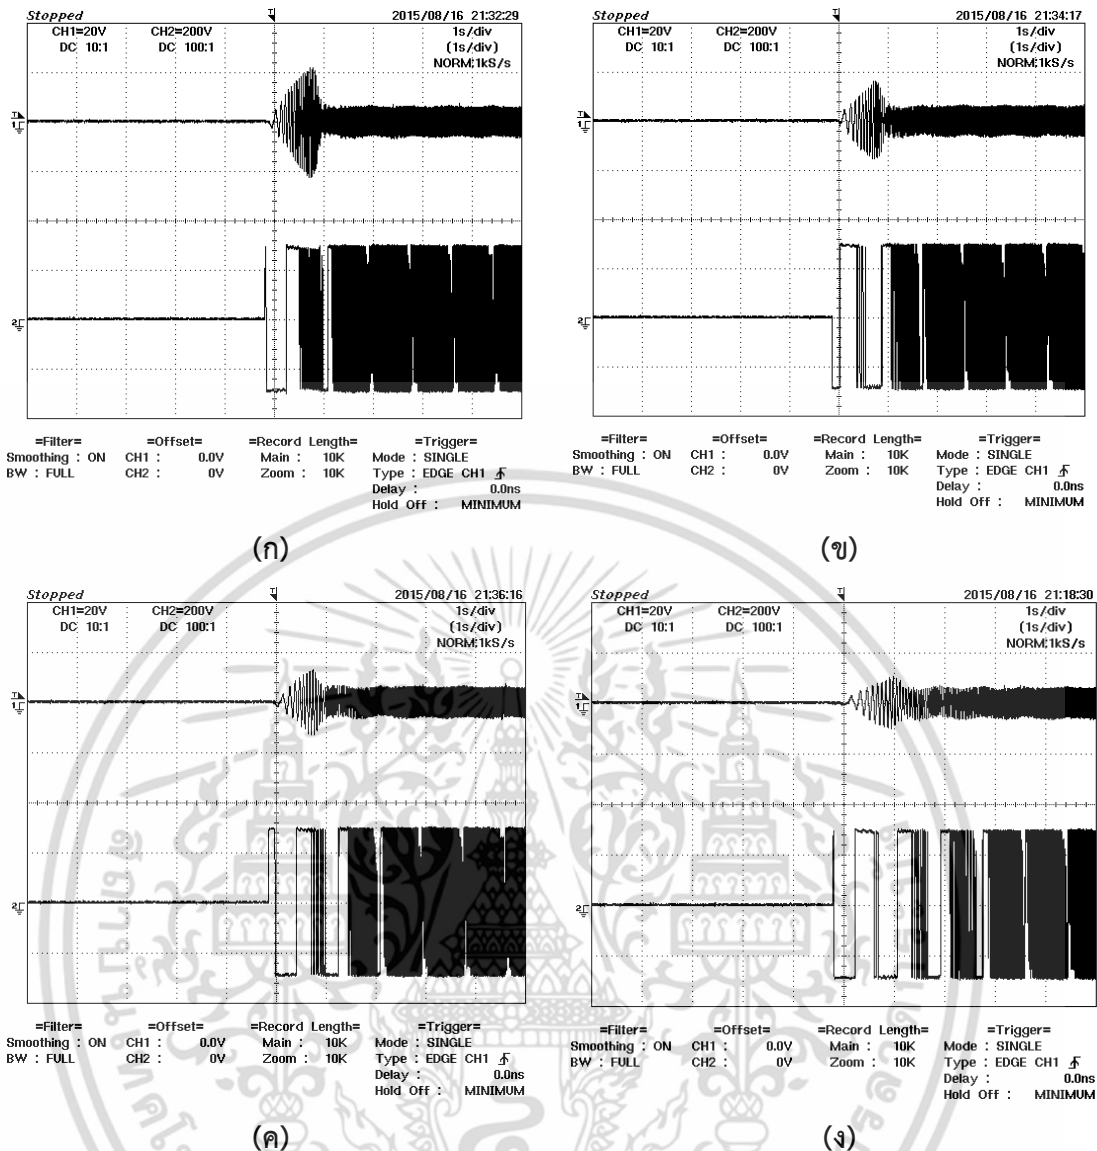 Stopped 2015/08/16 21:32:29
CH1=20V CH2=200V 1s/div
DC 10:1 DC 100:1 (1s/div)
NORM:1kS/s
=Filter= =Offset= =Record Length= =Trigger=
Smoothing : ON CH1 : 0.0V Main : 10K Mode : SINGLE
BW : FULL CH2 : 0V Zoom : 10K Type : EDGE CH1
Delay : 0.0ns
Hold Off : MINIMUM
(ก)
Stopped 2015/08/16 21:34:17
CH1=20V CH2=200V 1s/div
DC 10:1 DC 100:1 (1s/div)
NORM:1kS/s
=Filter= =Offset= =Record Length= =Trigger=
Smoothing : ON CH1 : 0.0V Main : 10K Mode : SINGLE
BW : FULL CH2 : 0V Zoom : 10K Type : EDGE CH1
Delay : 0.0ns
Hold Off : MINIMUM
(ข)
Stopped 2015/08/16 21:36:16
CH1=20V CH2=200V 1s/div
DC 10:1 DC 100:1 (1s/div)
NORM:1kS/s
=Filter= =Offset= =Record Length= =Trigger=
Smoothing : ON CH1 : 0.0V Main : 10K Mode : SINGLE
BW : FULL CH2 : 0V Zoom : 10K Type : EDGE CH1
Delay : 0.0ns
Hold Off : MINIMUM
(ค)
Stopped 2015/08/16 21:18:30
CH1=20V CH2=200V 1s/div
DC 10:1 DC 100:1 (1s/div)
NORM:1kS/s
=Filter= =Offset= =Record Length= =Trigger=
Smoothing : ON CH1 : 0.0V Main : 10K Mode : SINGLE
BW : FULL CH2 : 0V Zoom : 10K Type : EDGE CH1
Delay : 0.0ns
Hold Off : MINIMUM
(ง)